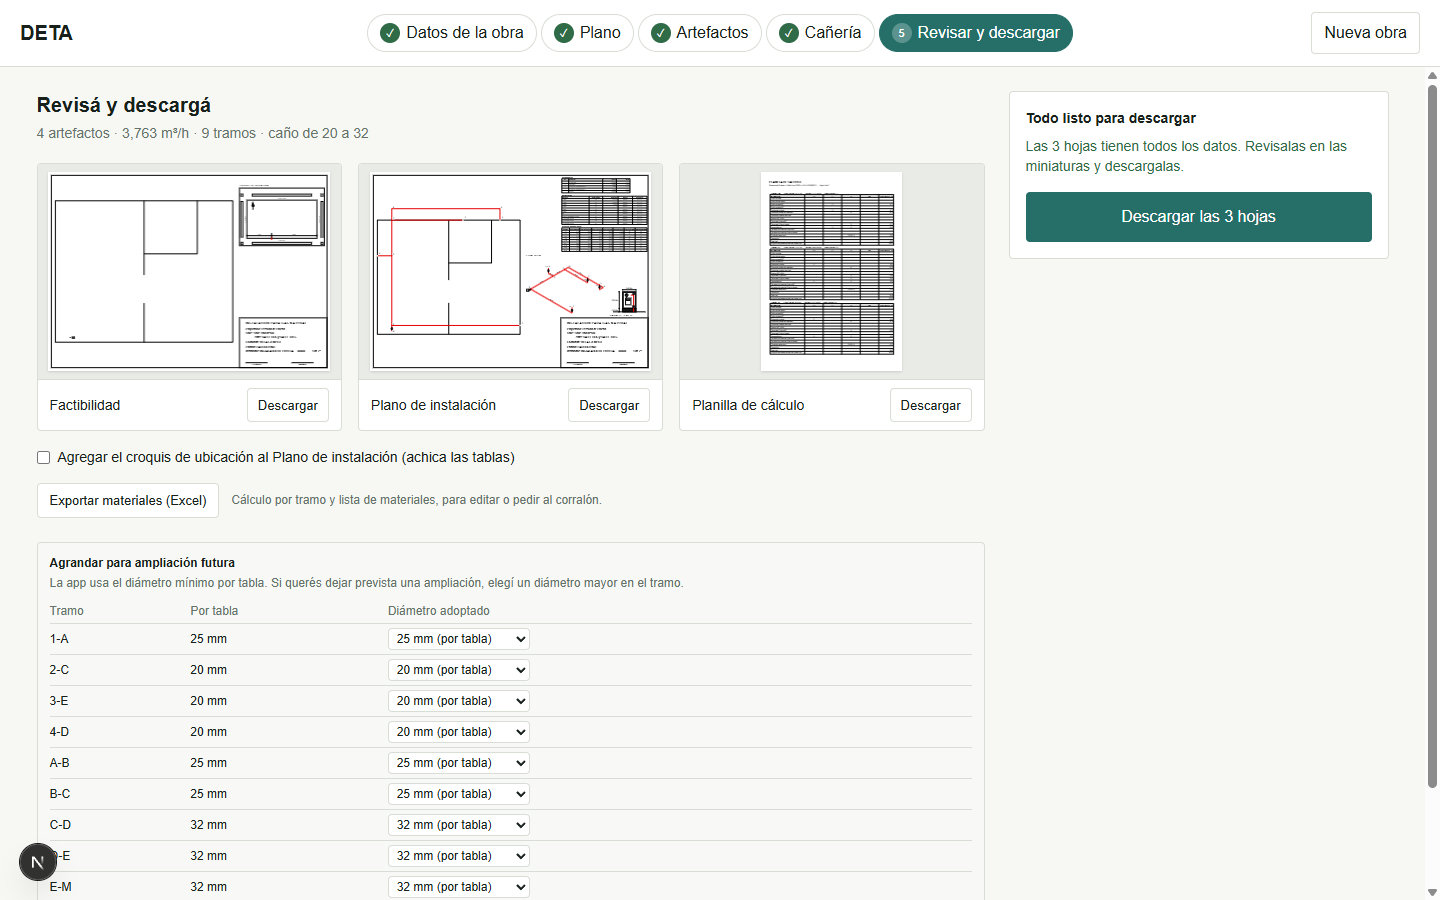 DETA
✓ Datos de la obra
✓ Plano
✓ Artefactos
✓ Cañería
5 Revisar y descargar
Nueva obra
Revisá y descargá
4 artefactos · 3,763 m³/h · 9 tramos · caño de 20 a 32
Factibilidad
Descargar
Plano de instalación
Descargar
Planilla de cálculo
Descargar
Agregar el croquis de ubicación al Plano de instalación (achica las tablas)
Exportar materiales (Excel)
Cálculo por tramo y lista de materiales, para editar o pedir al corralón.
Agrandar para ampliación futura
La app usa el diámetro mínimo por tabla. Si querés dejar prevista una ampliación, elegí un diámetro mayor en el tramo.
Tramo Por tabla Diámetro adoptado
1-A 25 mm 25 mm (por tabla)
2-C 20 mm 20 mm (por tabla)
3-E 20 mm 20 mm (por tabla)
4-D 20 mm 20 mm (por tabla)
A-B 25 mm 25 mm (por tabla)
B-C 25 mm 25 mm (por tabla)
C-D 32 mm 32 mm (por tabla)
-E 32 mm 32 mm (por tabla)
E-M 32 mm 32 mm (por tabla)
N
Todo listo para descargar
Las 3 hojas tienen todos los datos. Revisalas en las
miniaturas y descargalas.
Descargar las 3 hojas